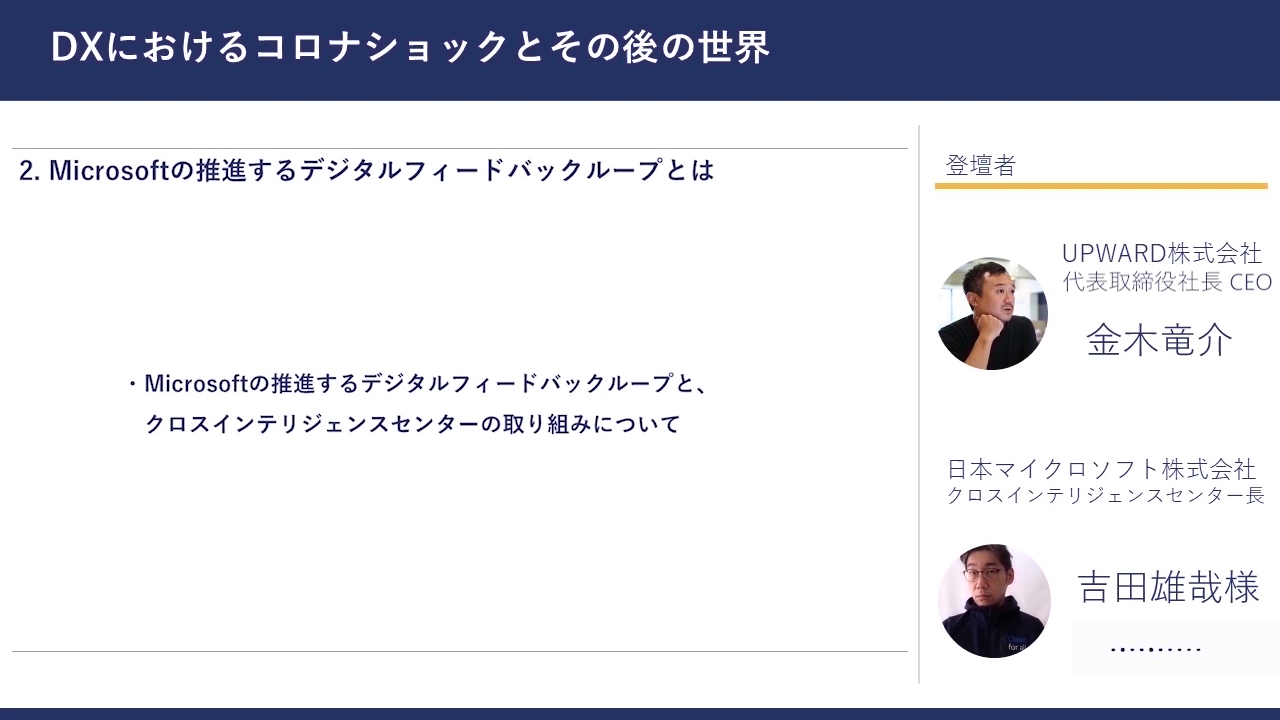 DXにおけるコロナショックとその後の世界
2. Microsoftの推進するデジタルフィードバックループとは
・Microsoftの推進するデジタルフィードバックループと、
クロスインテリジェンスセンターの取り組みについて
登壇者
UPWARD株式会社
代表取締役社長 CEO
金木竜介
日本マイクロソフト株式会社
クロスインテリジェンスセンター長
吉田雄哉様
Cloud
for all